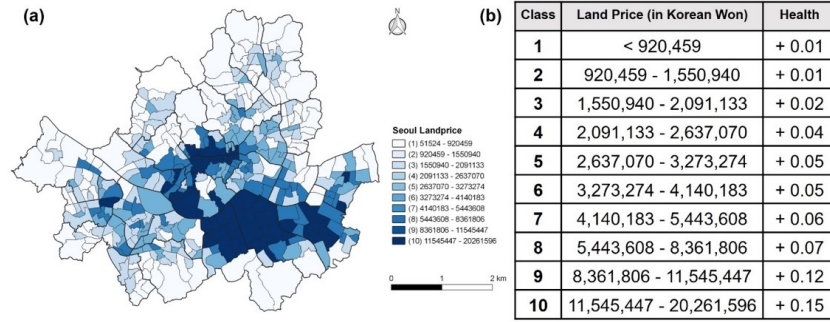 (a)
N
Seoul Landprice
(1) 51524 - 920459
(2) 920459 - 1550940
(3) 1550940 - 2091133
(4) 2091133 - 2637070
(5) 2637070 - 3273274
(6) 3273274 - 4140183
(7) 4140183 - 5443608
(8) 5443608 - 8361806
(9) 8361806 - 11545447
(10) 11545447 - 20261596
0 1 2 km
(b)
Class Land Price (in Korean Won) Health
1 < 920,459 + 0.01
2 920,459 - 1,550,940 + 0.01
3 1,550,940 - 2,091,133 + 0.02
4 2,091,133 - 2,637,070 + 0.04
5 2,637,070 - 3,273,274 + 0.05
6 3,273,274 - 4,140,183 + 0.05
7 4,140,183 - 5,443,608 + 0.06
8 5,443,608 - 8,361,806 + 0.07
9 8,361,806 - 11,545,447 + 0.12
10 11,545,447 - 20,261,596 + 0.15